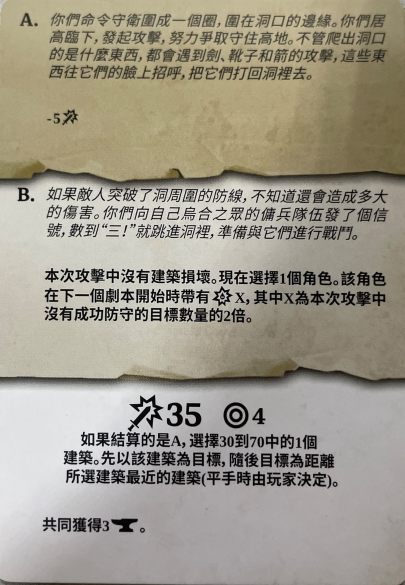 A. 你們命令守衛圍成一個圈，圍在洞口的邊緣。你們居
高臨下，發起攻擊，努力爭取守住高地。不管爬出洞口
的是什麼東西，都會遇到劍、靴子和箭的攻擊，這些東
西往它們的臉上招呼，把它們打回洞裡去。
-5
B. 如果敵人突破了洞周圍的防線，不知道還會造成多大
的傷害。你們向自己烏合之眾的傭兵隊伍發了個信
號，數到“三！”就跳進洞裡，準備與它們進行戰鬥。
本次攻擊中沒有建築損壞。現在選擇1個角色。該角色
在下一個劇本開始時帶有 X，其中X為本次攻擊中
沒有成功防守的目標數量的2倍。
35 4
如果結算的是A，選擇30到70中的1個
建築。先以該建築為目標，隨後目標為距離
所選建築最近的建築(平手時由玩家決定)。
共同獲得3 。